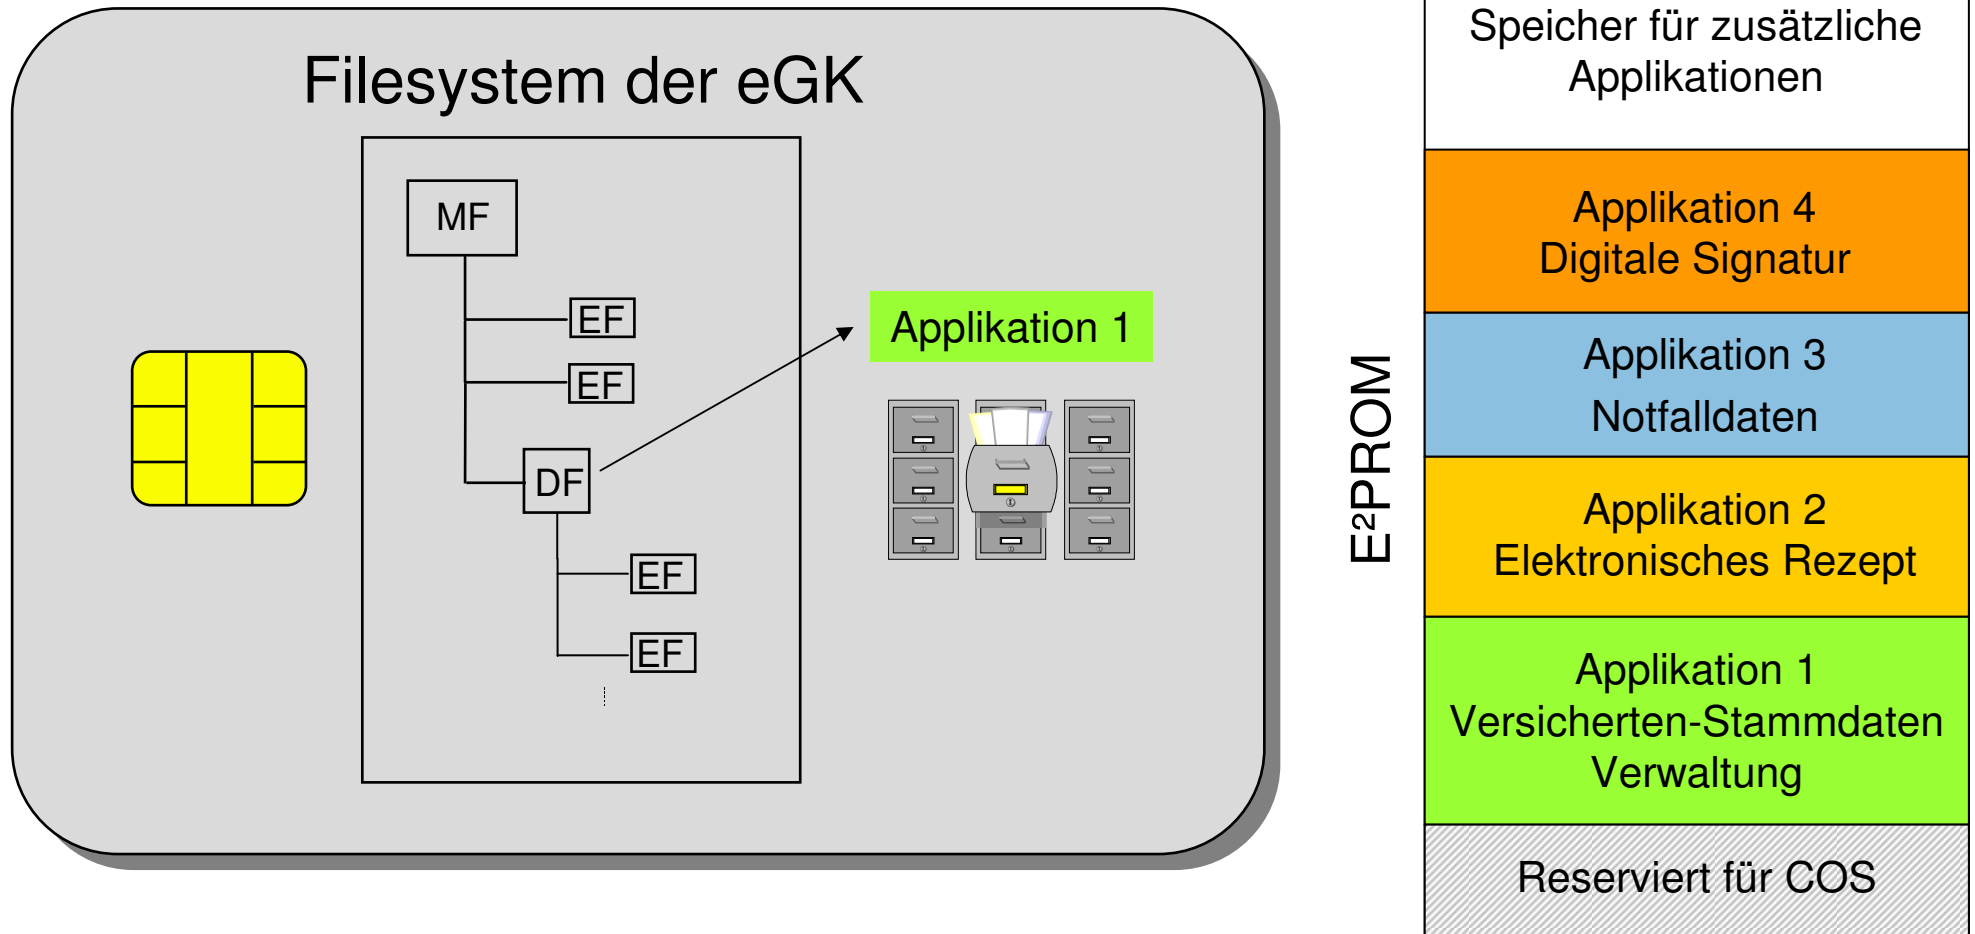 Filesystem der eGK
MF
EF
EF
DF
EF
EF
Applikation 1
E²PROM
Speicher für zusätzliche
Applikationen
Applikation 4
Digitale Signatur
Applikation 3
Notfalldaten
Applikation 2
Elektronisches Rezept
Applikation 1
Versicherten-Stammdaten
Verwaltung
Reserviert für COS